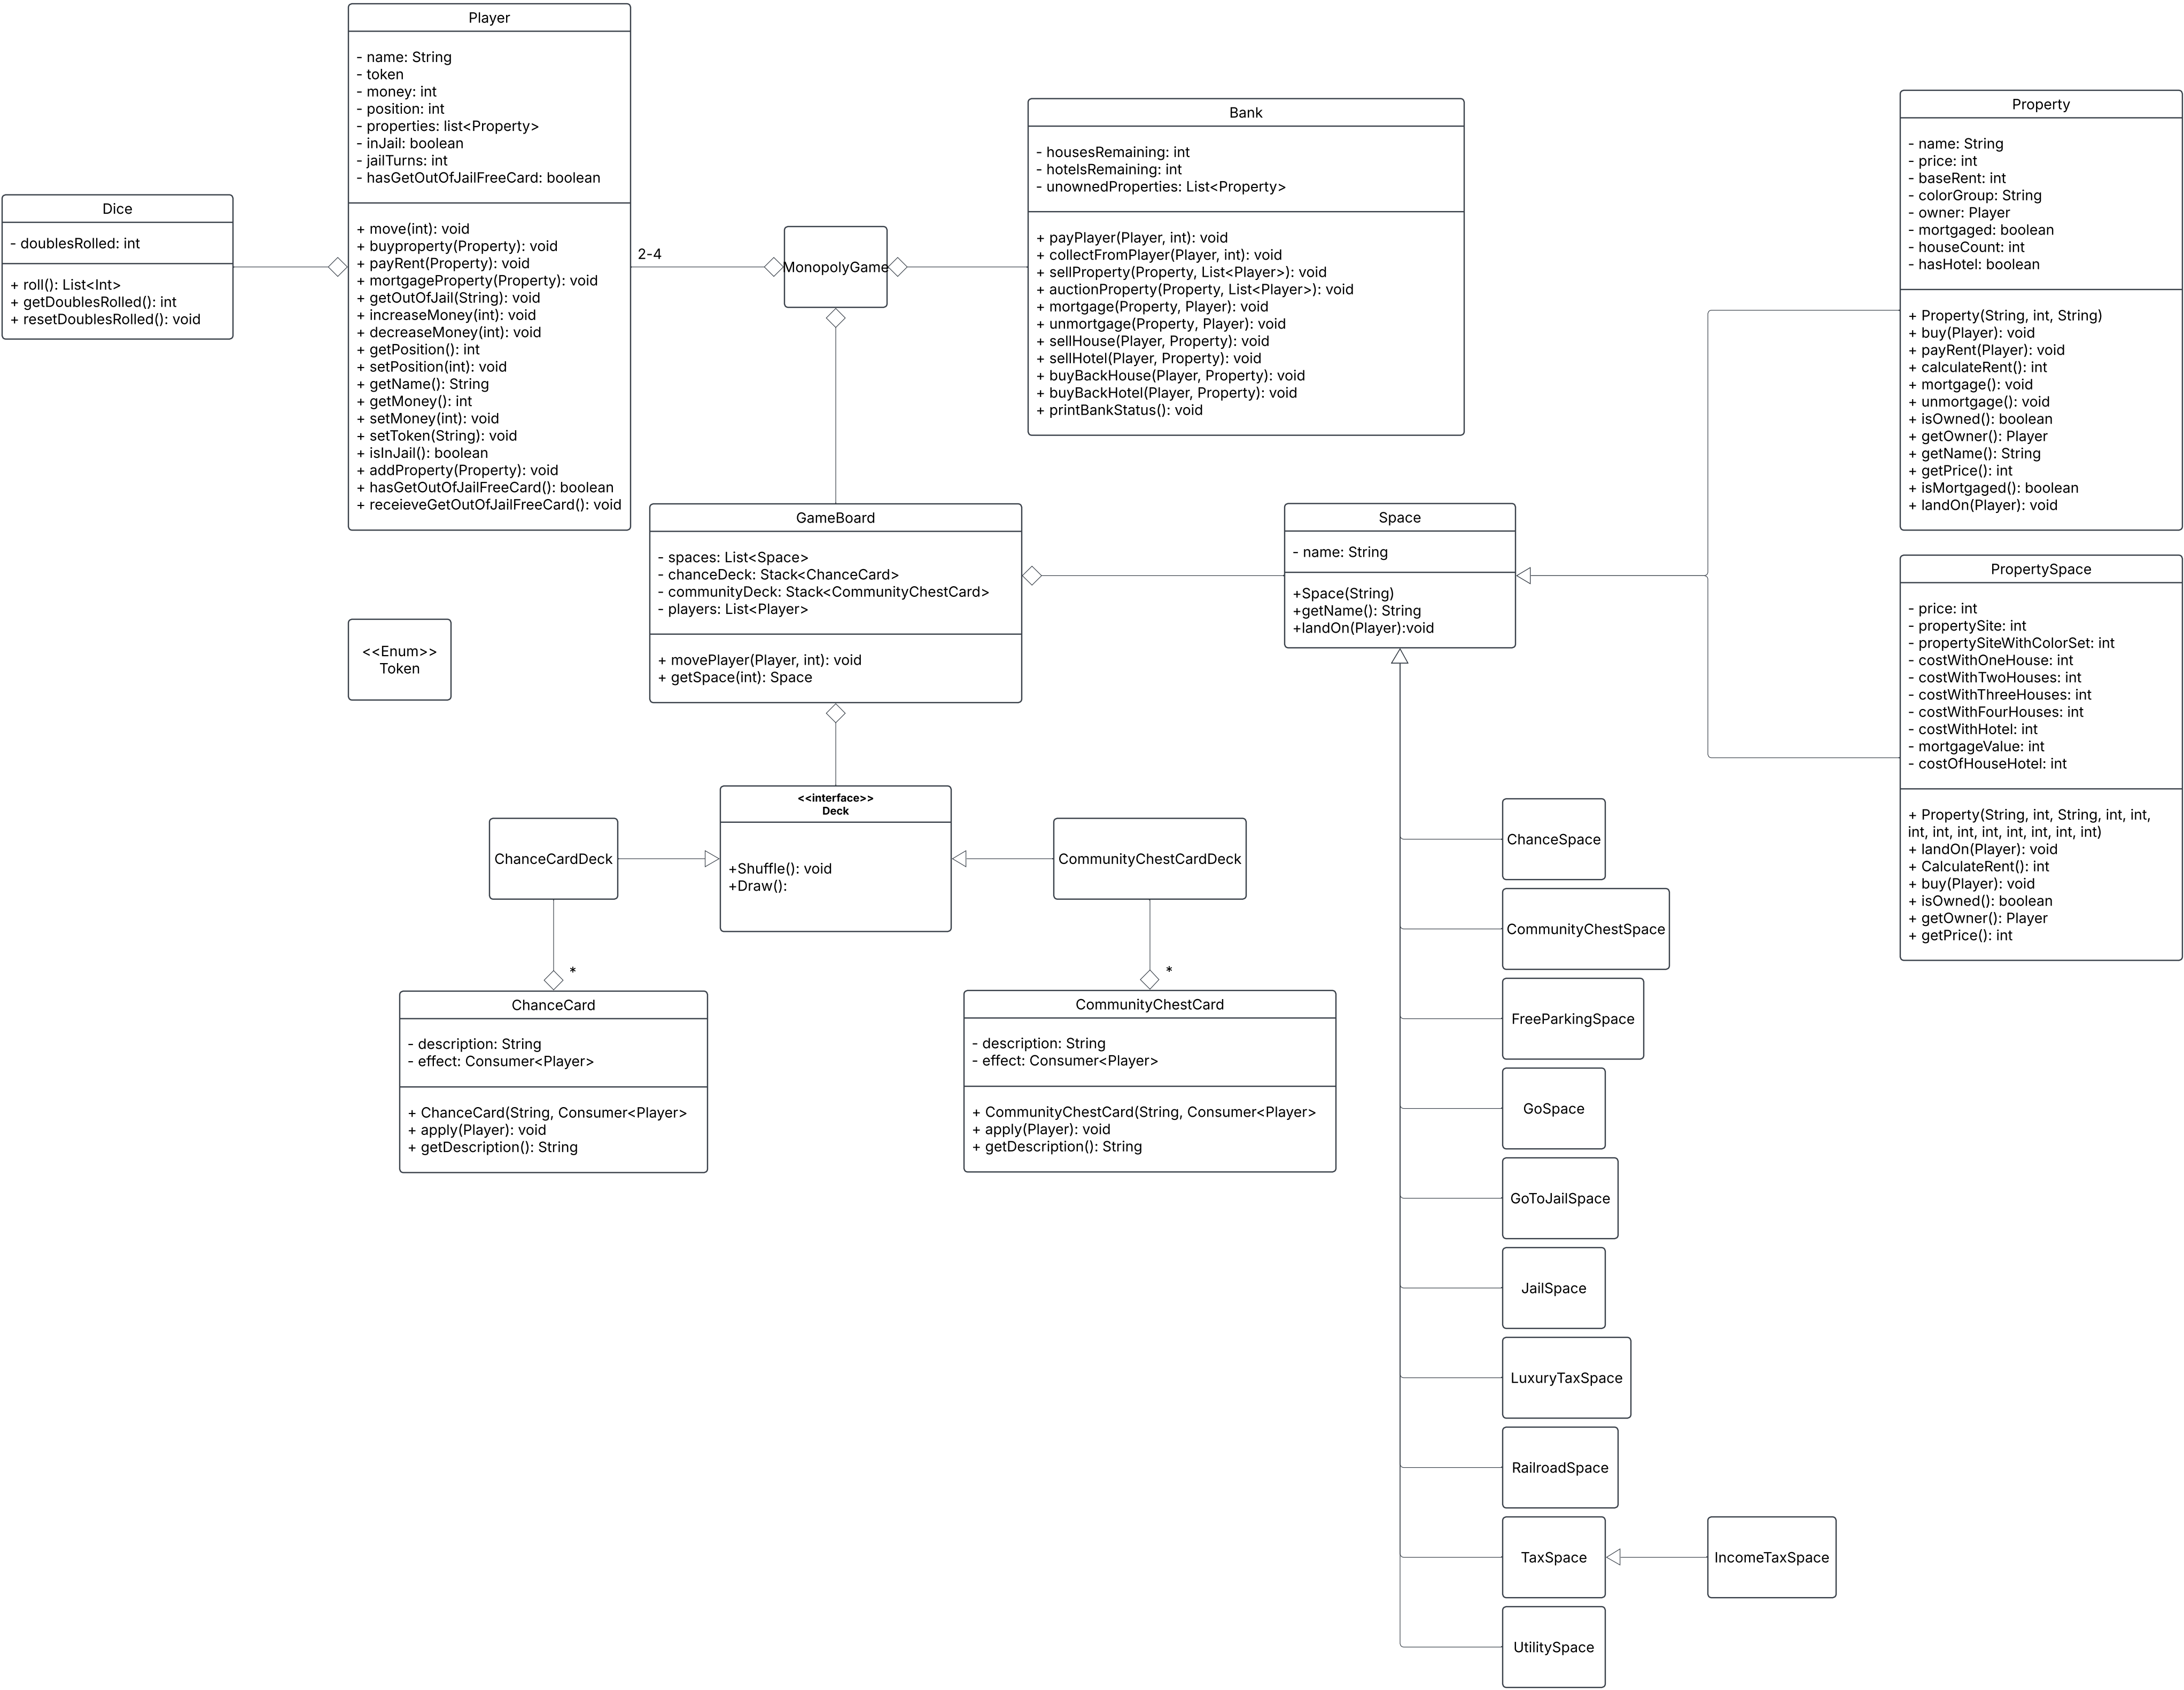 Player
- name: String
- token
- money: int
- position: int
- properties: list<Property>
- inJail: boolean
- jailTurns: int
- hasGetOutOfJailFreeCard: boolean
+ move(int): void
+ buyproperty(Property): void
+ payRent(Property): void
+ mortgageProperty(Property): void
+ getOutOfJail(String): void
+ increaseMoney(int): void
+ decreaseMoney(int): void
+ getPosition(): int
+ setPosition(int): void
+ getName(): String
+ getMoney(): int
+ setMoney(int): void
+ setToken(String): void
+ isInJail(): boolean
+ addProperty(Property): void
+ hasGetOutOfJailFreeCard(): boolean
+ receieveGetOutOfJailFreeCard(): void
Dice
- doublesRolled: int
+ roll(): List<Int>
+ getDoublesRolled(): int
+ resetDoublesRolled(): void
2-4
MonopolyGame
Bank
- housesRemaining: int
- hotelsRemaining: int
- unownedProperties: List<Property>
+ payPlayer(Player, int): void
+ collectFromPlayer(Player, int): void
+ sellProperty(Property, List<Player>): void
+ auctionProperty(Property, List<Player>): void
+ mortgage(Property, Player): void
+ unmortgage(Property, Player): void
+ sellHouse(Player, Property): void
+ sellHotel(Player, Property): void
+ buyBackHouse(Player, Property): void
+ buyBackHotel(Player, Property): void
+ printBankStatus(): void
Property
- name: String
- price: int
- baseRent: int
- colorGroup: String
- owner: Player
- mortgaged: boolean
- houseCount: int
- hasHotel: boolean
+ Property(String, int, String)
+ buy(Player): void
+ payRent(Player): void
+ calculateRent(): int
+ mortgage(): void
+ unmortgage(): void
+ isOwned(): boolean
+ getOwner(): Player
+ getName(): String
+ getPrice(): int
+ isMortgaged(): boolean
+ landOn(Player): void
GameBoard
- spaces: List<Space>
- chanceDeck: Stack<ChanceCard>
- communityDeck: Stack<CommunityChestCard>
- players: List<Player>
+ movePlayer(Player, int): void
+ getSpace(int): Space
Space
- name: String
+Space(String)
+getName(): String
+landOn(Player):void
PropertySpace
- price: int
- propertySite: int
- propertySiteWithColorSet: int
- costWithOneHouse: int
- costWithTwoHouses: int
- costWithThreeHouses: int
- costWithFourHouses: int
- costWithHotel: int
- mortgageValue: int
- costOfHouseHotel: int
+ Property(String, int, String, int, int,
int, int, int, int, int, int, int, int)
+ landOn(Player): void
+ CalculateRent(): int
+ buy(Player): void
+ isOwned(): boolean
+ getOwner(): Player
+ getPrice(): int
<<Enum>>
Token
<<interface>>
Deck
+Shuffle(): void
+Draw():
ChanceCardDeck
CommunityChestCardDeck
*
*
ChanceCard
- description: String
- effect: Consumer<Player>
+ ChanceCard(String, Consumer<Player>
+ apply(Player): void
+ getDescription(): String
CommunityChestCard
- description: String
- effect: Consumer<Player>
+ CommunityChestCard(String, Consumer<Player>
+ apply(Player): void
+ getDescription(): String
ChanceSpace
CommunityChestSpace
FreeParkingSpace
GoSpace
GoToJailSpace
JailSpace
LuxuryTaxSpace
RailroadSpace
TaxSpace
IncomeTaxSpace
UtilitySpace